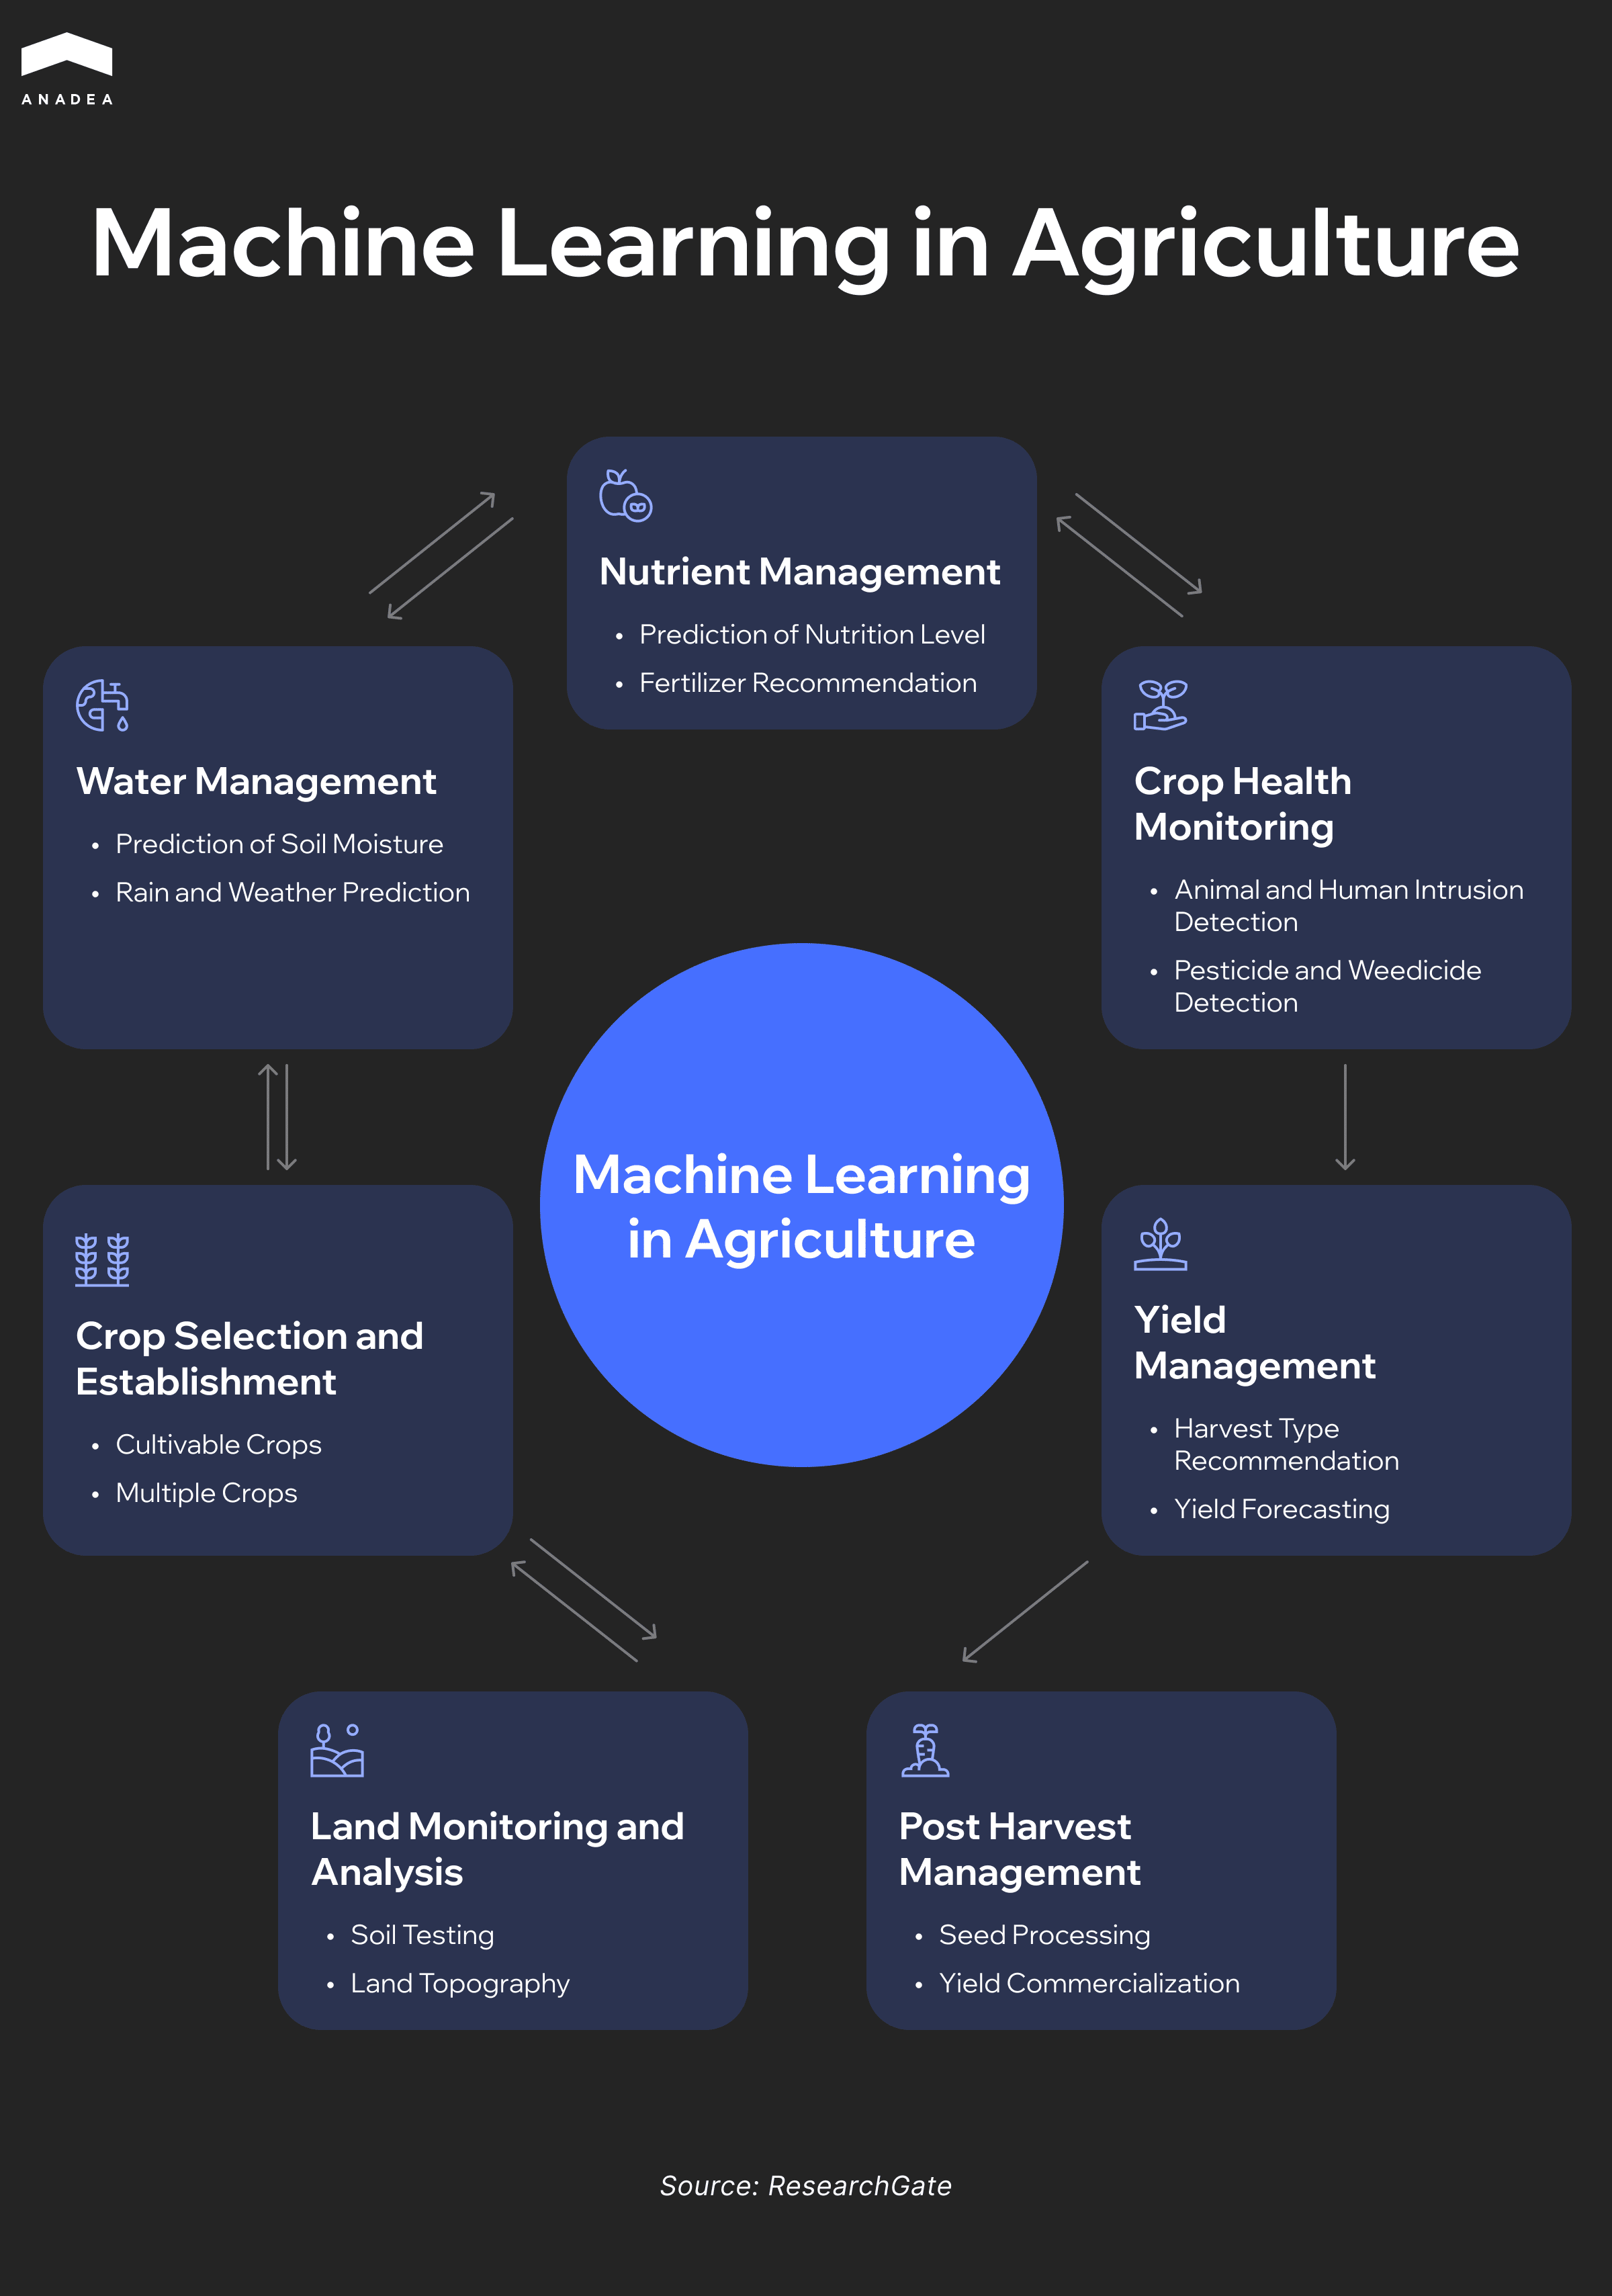 ANADEA
Machine Learning in Agriculture
Nutrient Management
• Prediction of Nutrition Level
• Fertilizer Recommendation
Water Management
• Prediction of Soil Moisture
• Rain and Weather Prediction
Crop Health
Monitoring
• Animal and Human Intrusion
Detection
• Pesticide and Weedicide
Detection
Machine Learning
in Agriculture
Crop Selection and
Establishment
• Cultivable Crops
• Multiple Crops
Yield
Management
• Harvest Type
Recommendation
• Yield Forecasting
Land Monitoring and
Analysis
• Soil Testing
• Land Topography
Post Harvest
Management
• Seed Processing
• Yield Commercialization
Source: ResearchGate